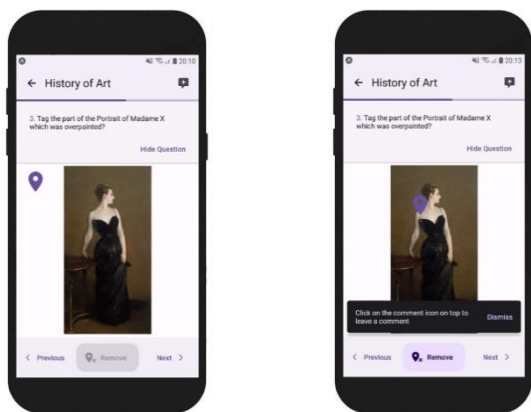 20:10
← History of Art
3. Tag the part of the Portrait of Madame X
which was overpainted?
Hide Question
< Previous
Remove
Next >
20:13
← History of Art
3. Tag the part of the Portrait of Madame X
which was overpainted?
Hide Question
Click on the comment icon on top to
leave a comment
Dismiss
< Previous
Remove
Next >